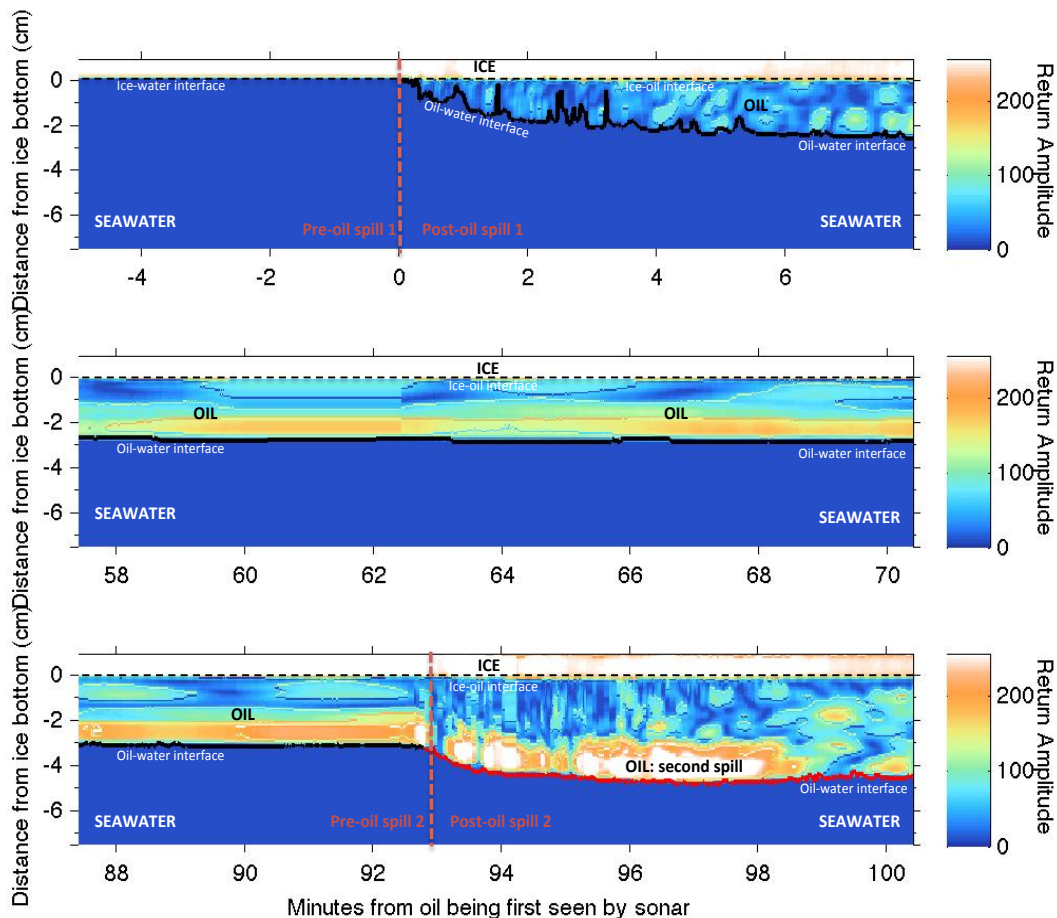 Distance from ice bottom (cm)
0
-2
-4
-6
ICE
Ice-water interface
Ice-oil interface
OIL
Oil-water interface
Oil-water interface
SEAWATER
Pre-oil spill 1
Post-oil spill 1
SEAWATER
-4
-2
0
2
4
6
200
100
0
Return Amplitude
Distance from ice bottom (cm)
0
-2
-4
-6
ICE
Ice-oil interface
OIL
OIL
Oil-water interface
Oil-water interface
SEAWATER
SEAWATER
58
60
62
64
66
68
70
200
100
0
Return Amplitude
Distance from ice bottom (cm)
0
-2
-4
-6
ICE
Ice-oil interface
OIL
Oil-water interface
OIL: second spill
Oil-water interface
SEAWATER
Pre-oil spill 2
Post-oil spill 2
SEAWATER
88
90
92
94
96
98
100
200
100
0
Return Amplitude
Minutes from oil being first seen by sonar